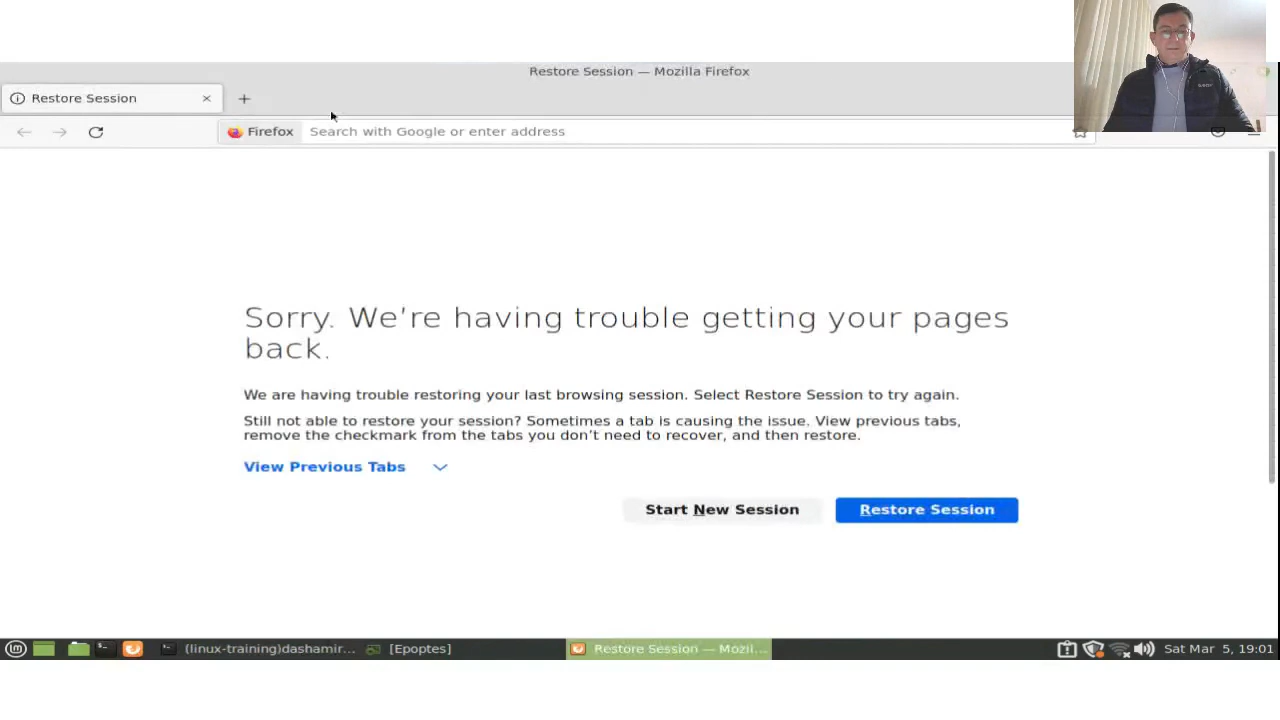 Restore Session — Mozilla Firefox
Restore Session
Firefox Search with Google or enter address
Sorry. We're having trouble getting your pages
back.
We are having trouble restoring your last browsing session. Select Restore Session to try again.
Still not able to restore your session? Sometimes a tab is causing the issue. View previous tabs,
remove the checkmark from the tabs you don't need to recover, and then restore.
View Previous Tabs
Start New Session Restore Session
(linux-training)dashamir... [Epoptes] Restore Session — Mozil... Sat Mar 5, 19:01